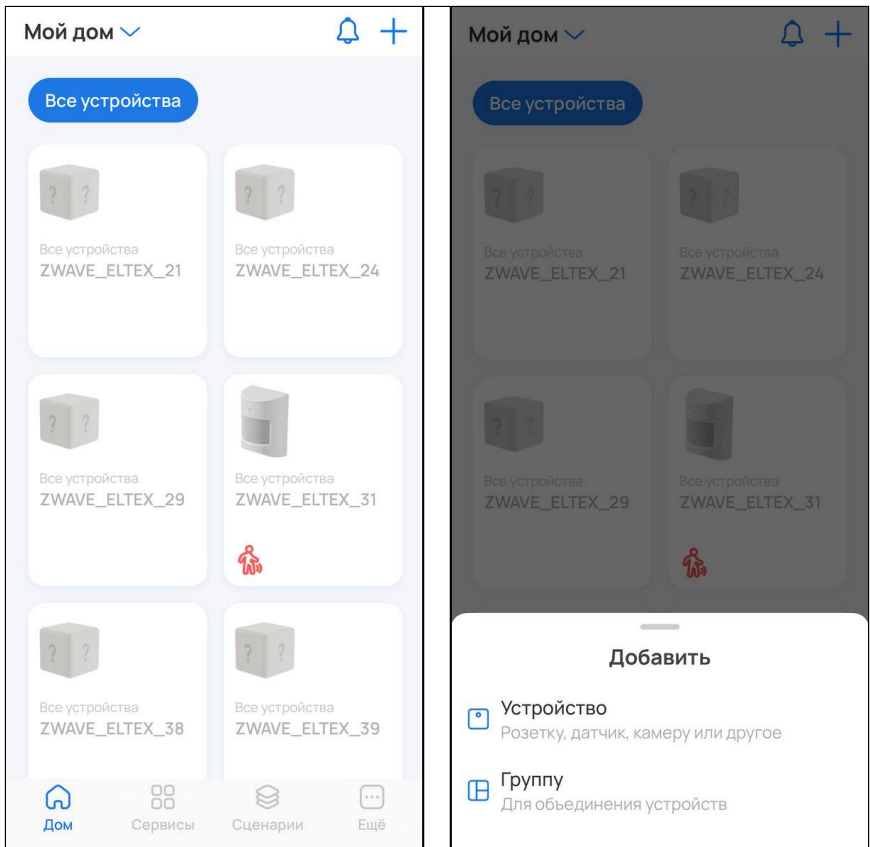 Мой дом
Все устройства
? ?
? ?
Все устройства
ZWAVE_ELTEX_21
Все устройства
ZWAVE_ELTEX_24
? ?
Все устройства
ZWAVE_ELTEX_29
Все устройства
ZWAVE_ELTEX_31
? ?
? ?
Все устройства
ZWAVE_ELTEX_38
Все устройства
ZWAVE_ELTEX_39
Дом
Сервисы
Сценарии
Ещё
Мой дом
Все устройства
? ?
? ?
Все устройства
ZWAVE_ELTEX_21
Все устройства
ZWAVE_ELTEX_24
? ?
Все устройства
ZWAVE_ELTEX_29
Все устройства
ZWAVE_ELTEX_31
Добавить
Устройство
Розетку, датчик, камеру или другое
Группу
Для объединения устройств